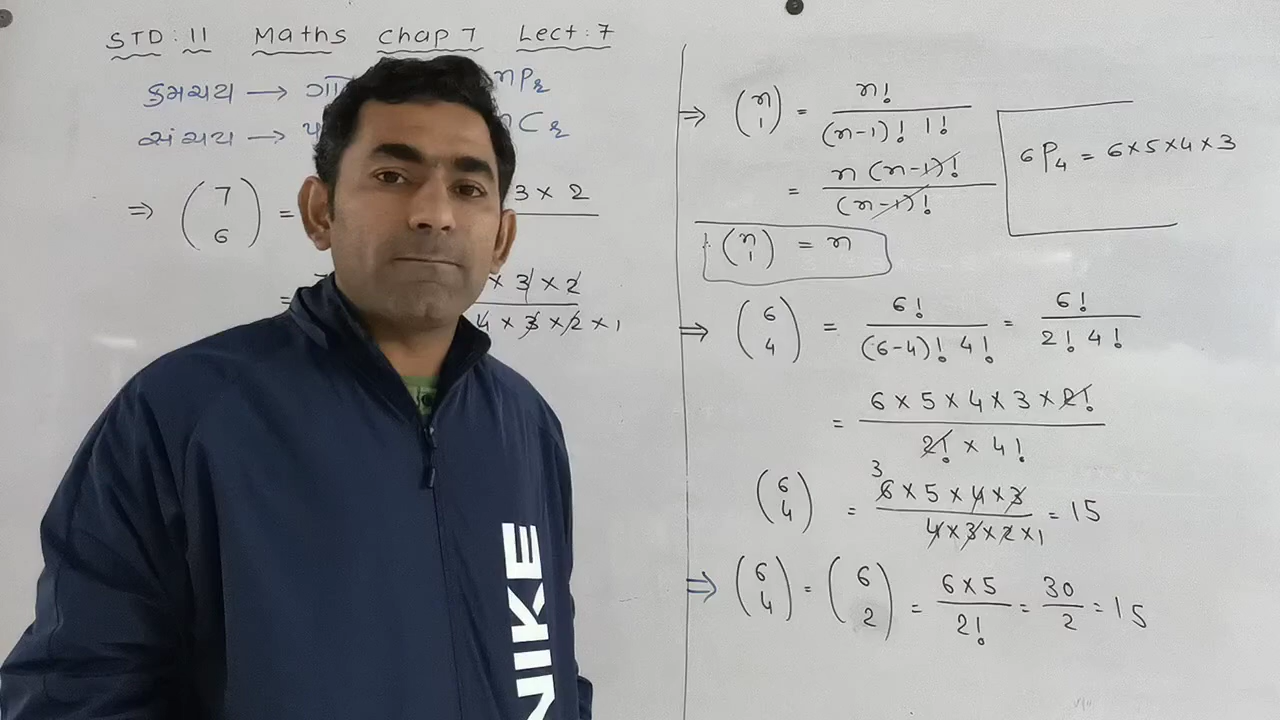 STD : 11 Maths Chap 7 Lect : 7
ક્રમચય → nPr
સંચય → Cr
⇒ (7 6) = 3 × 2
= × 3 × 2
4 × 3 × 2 × 1
⇒ (n 1) = n! / (n-1)! 1!
= n (n-1)! / (n-1)!
(n 1) = n
6P4 = 6×5×4×3
⇒ (6 4) = 6! / (6-4)! 4! = 6! / 2! 4!
= 6 × 5 × 4 × 3 × 2! / 2! × 4!
(6 4) = 3 6 × 5 × 4 × 3 / 4 × 3 × 2 × 1 = 15
⇒ (6 4) = (6 2) = 6 × 5 / 2! = 30 / 2 = 15
NIKE